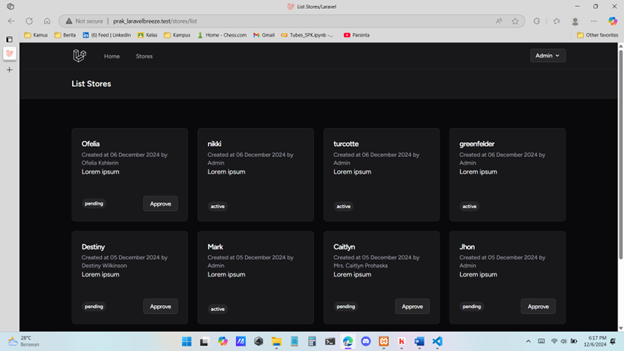 List Stores/Laravel
Not secure
prak_laravelbreeze.test/stores/list
Kamus
Berita
(6) Feed | LinkedIn
Kelas
Kampus
Home - Chess.com
Gmail
Tubes_SPK.ipynb -...
Parsinta
Other favorites
Home
Stores
Admin
List Stores
Ofelia
Created at 06 December 2024 by
Ofelia Kshlerin
Lorem ipsum
pending
Approve
nikki
Created at 06 December 2024 by
Admin
Lorem ipsum
active
turcotte
Created at 06 December 2024 by
Admin
Lorem ipsum
active
greenfelder
Created at 06 December 2024 by
Admin
Lorem ipsum
active
Destiny
Created at 05 December 2024 by
Destiny Wilkinson
Lorem ipsum
pending
Approve
Mark
Created at 05 December 2024 by
Admin
Lorem ipsum
active
Caitlyn
Created at 05 December 2024 by
Mrs. Caitlyn Prohaska
Lorem ipsum
pending
Approve
Jhon
Created at 05 December 2024 by
Admin
Lorem ipsum
pending
Approve
28°C
Berawan
6:17 PM
12/6/2024